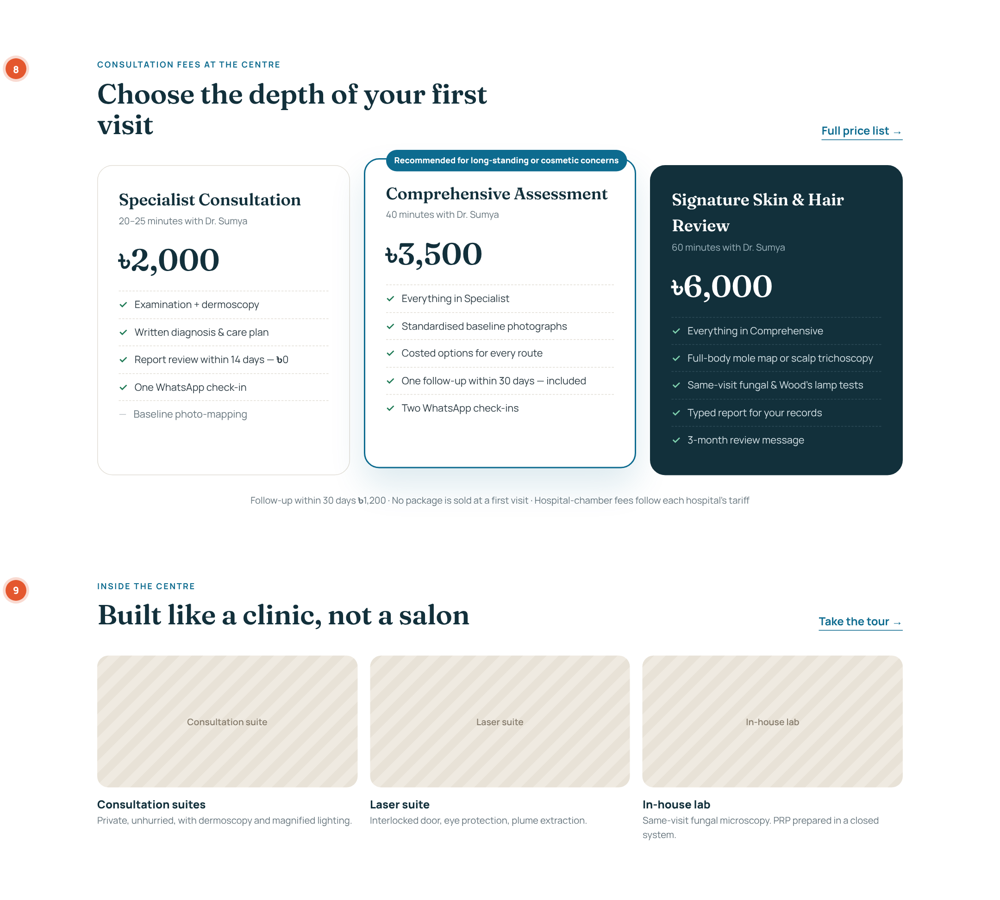 8
CONSULTATION FEES AT THE CENTRE
Choose the depth of your first
visit
Full price list →
Specialist Consultation
20–25 minutes with Dr. Sumya
৳2,000
✓ Examination + dermoscopy
✓ Written diagnosis & care plan
✓ Report review within 14 days — ৳0
✓ One WhatsApp check-in
— Baseline photo-mapping
Recommended for long-standing or cosmetic concerns
Comprehensive Assessment
40 minutes with Dr. Sumya
৳3,500
✓ Everything in Specialist
✓ Standardised baseline photographs
✓ Costed options for every route
✓ One follow-up within 30 days — included
✓ Two WhatsApp check-ins
Signature Skin & Hair
Review
60 minutes with Dr. Sumya
৳6,000
✓ Everything in Comprehensive
✓ Full-body mole map or scalp trichoscopy
✓ Same-visit fungal & Wood's lamp tests
✓ Typed report for your records
✓ 3-month review message
Follow-up within 30 days ৳1,200 · No package is sold at a first visit · Hospital-chamber fees follow each hospital's tariff
9
INSIDE THE CENTRE
Built like a clinic, not a salon
Take the tour →
Consultation suite
Laser suite
In-house lab
Consultation suites
Private, unhurried, with dermoscopy and magnified lighting.
Laser suite
Interlocked door, eye protection, plume extraction.
In-house lab
Same-visit fungal microscopy. PRP prepared in a closed
system.